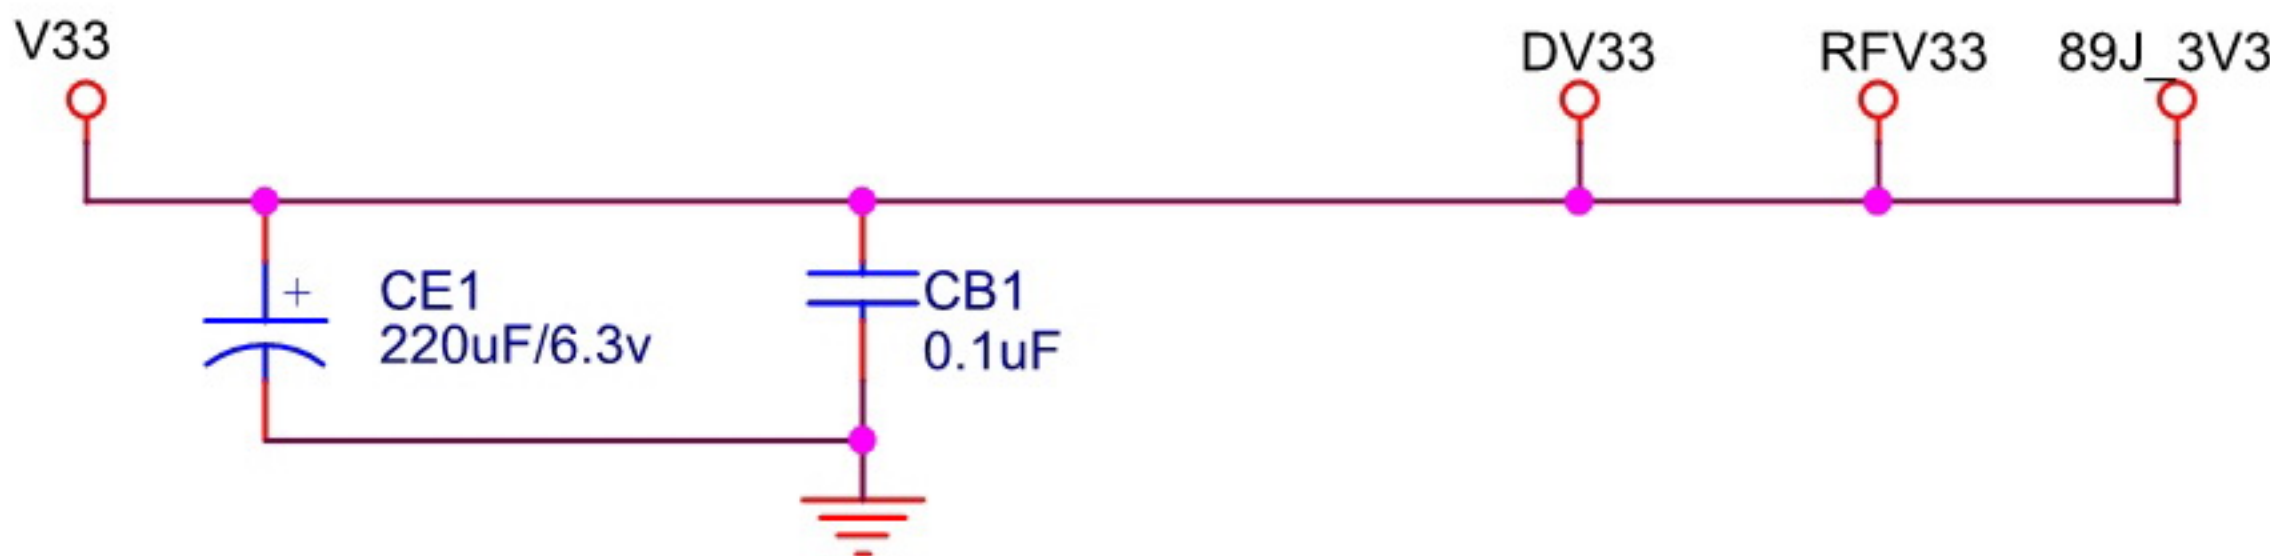 V33
DV33
RFV33
89J_3V3
+
CE1
220uF/6.3v
CB1
0.1uF